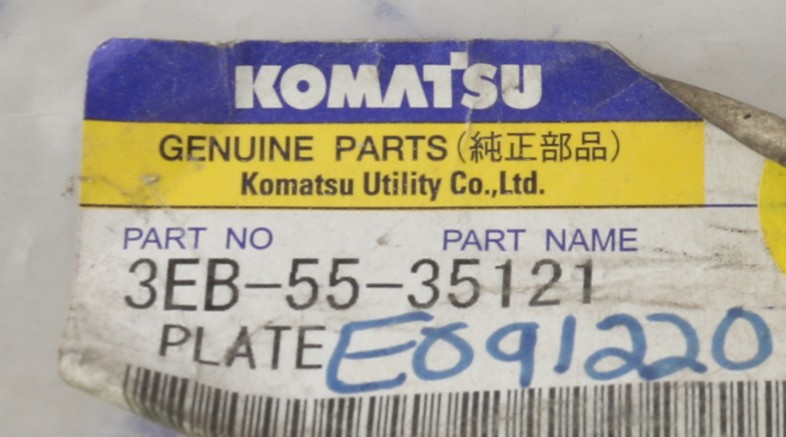 KOMATSU
GENUINE PARTS (純正部品)
Komatsu Utility Co.,Ltd.
PART NO PART NAME
3EB-55-35121
PLATE E091220